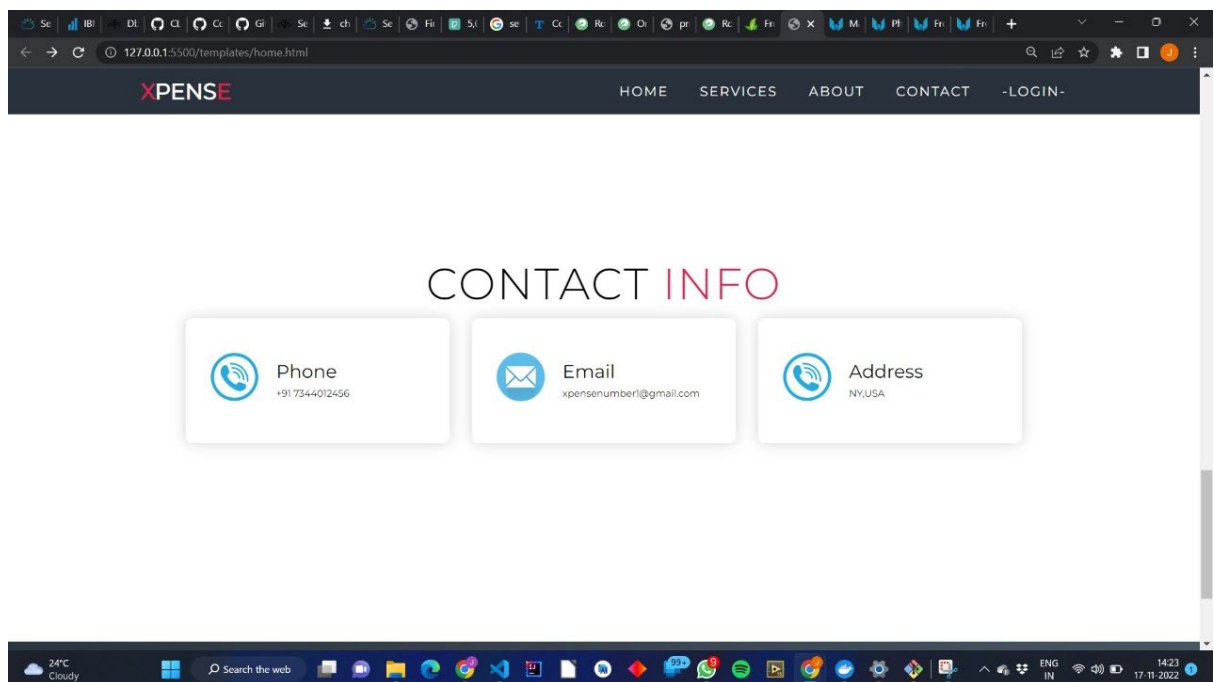 127.0.0.1:5500/templates/home.html
XPENSE
HOME SERVICES ABOUT CONTACT -LOGIN-
CONTACT INFO
Phone
+91 7344012456
Email
xpensenumber1@gmail.com
Address
NY,USA
24°C
Cloudy
Search the web
99+
ENG
IN
14:23
17-11-2022
1